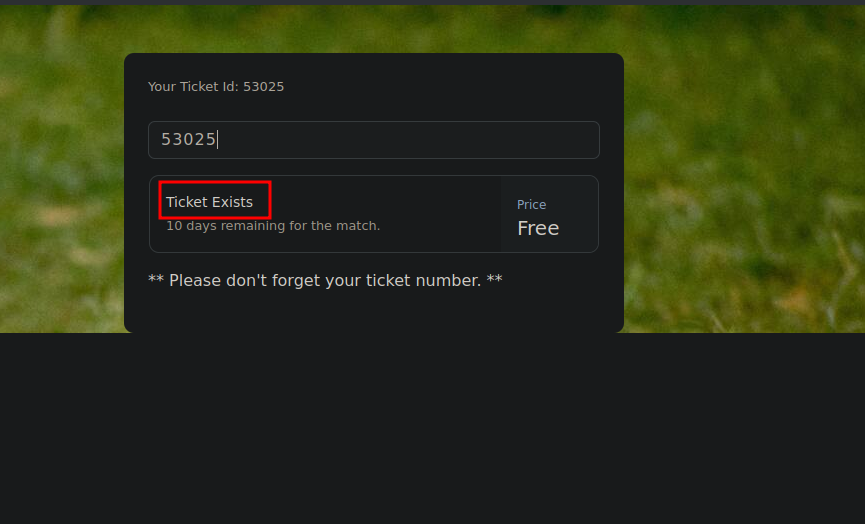 Your Ticket Id: 53025
53025
Ticket Exists
10 days remaining for the match.
Price
Free
** Please don't forget your ticket number. **